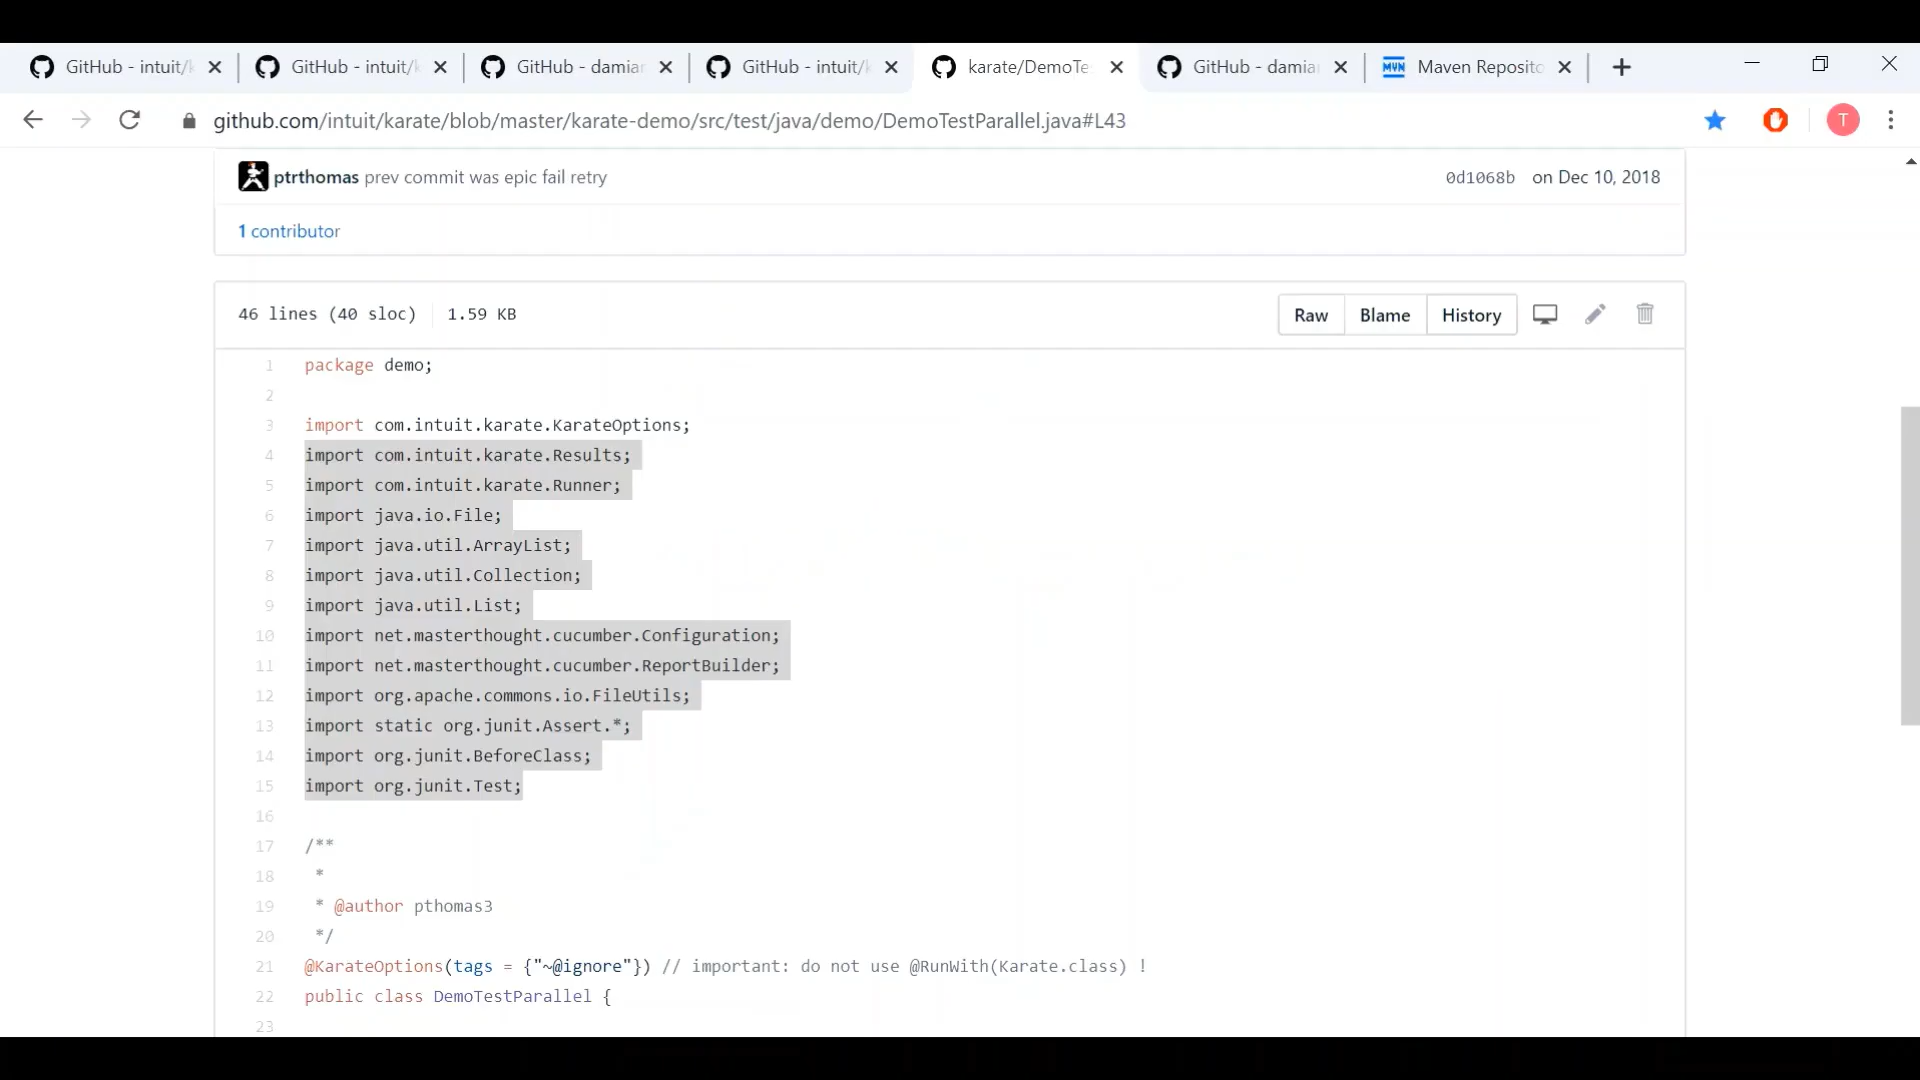 GitHub - intuit/k
GitHub - intuit/k
GitHub - damian
GitHub - intuit/k
karate/DemoTe
GitHub - damian
MVN Maven Reposito
github.com/intuit/karate/blob/master/karate-demo/src/test/java/demo/DemoTestParallel.java#L43
T
ptrthomas prev commit was epic fail retry
0d1068b on Dec 10, 2018
1 contributor
46 lines (40 sloc) 1.59 KB
Raw Blame History
1 package demo;
2
3 import com.intuit.karate.KarateOptions;
4 import com.intuit.karate.Results;
5 import com.intuit.karate.Runner;
6 import java.io.File;
7 import java.util.ArrayList;
8 import java.util.Collection;
9 import java.util.List;
10 import net.masterthought.cucumber.Configuration;
11 import net.masterthought.cucumber.ReportBuilder;
12 import org.apache.commons.io.FileUtils;
13 import static org.junit.Assert.*;
14 import org.junit.BeforeClass;
15 import org.junit.Test;
16
17 /**
18 *
19 * @author pthomas3
20 */
21 @KarateOptions(tags = {"~@ignore"}) // important: do not use @RunWith(Karate.class) !
22 public class DemoTestParallel {
23